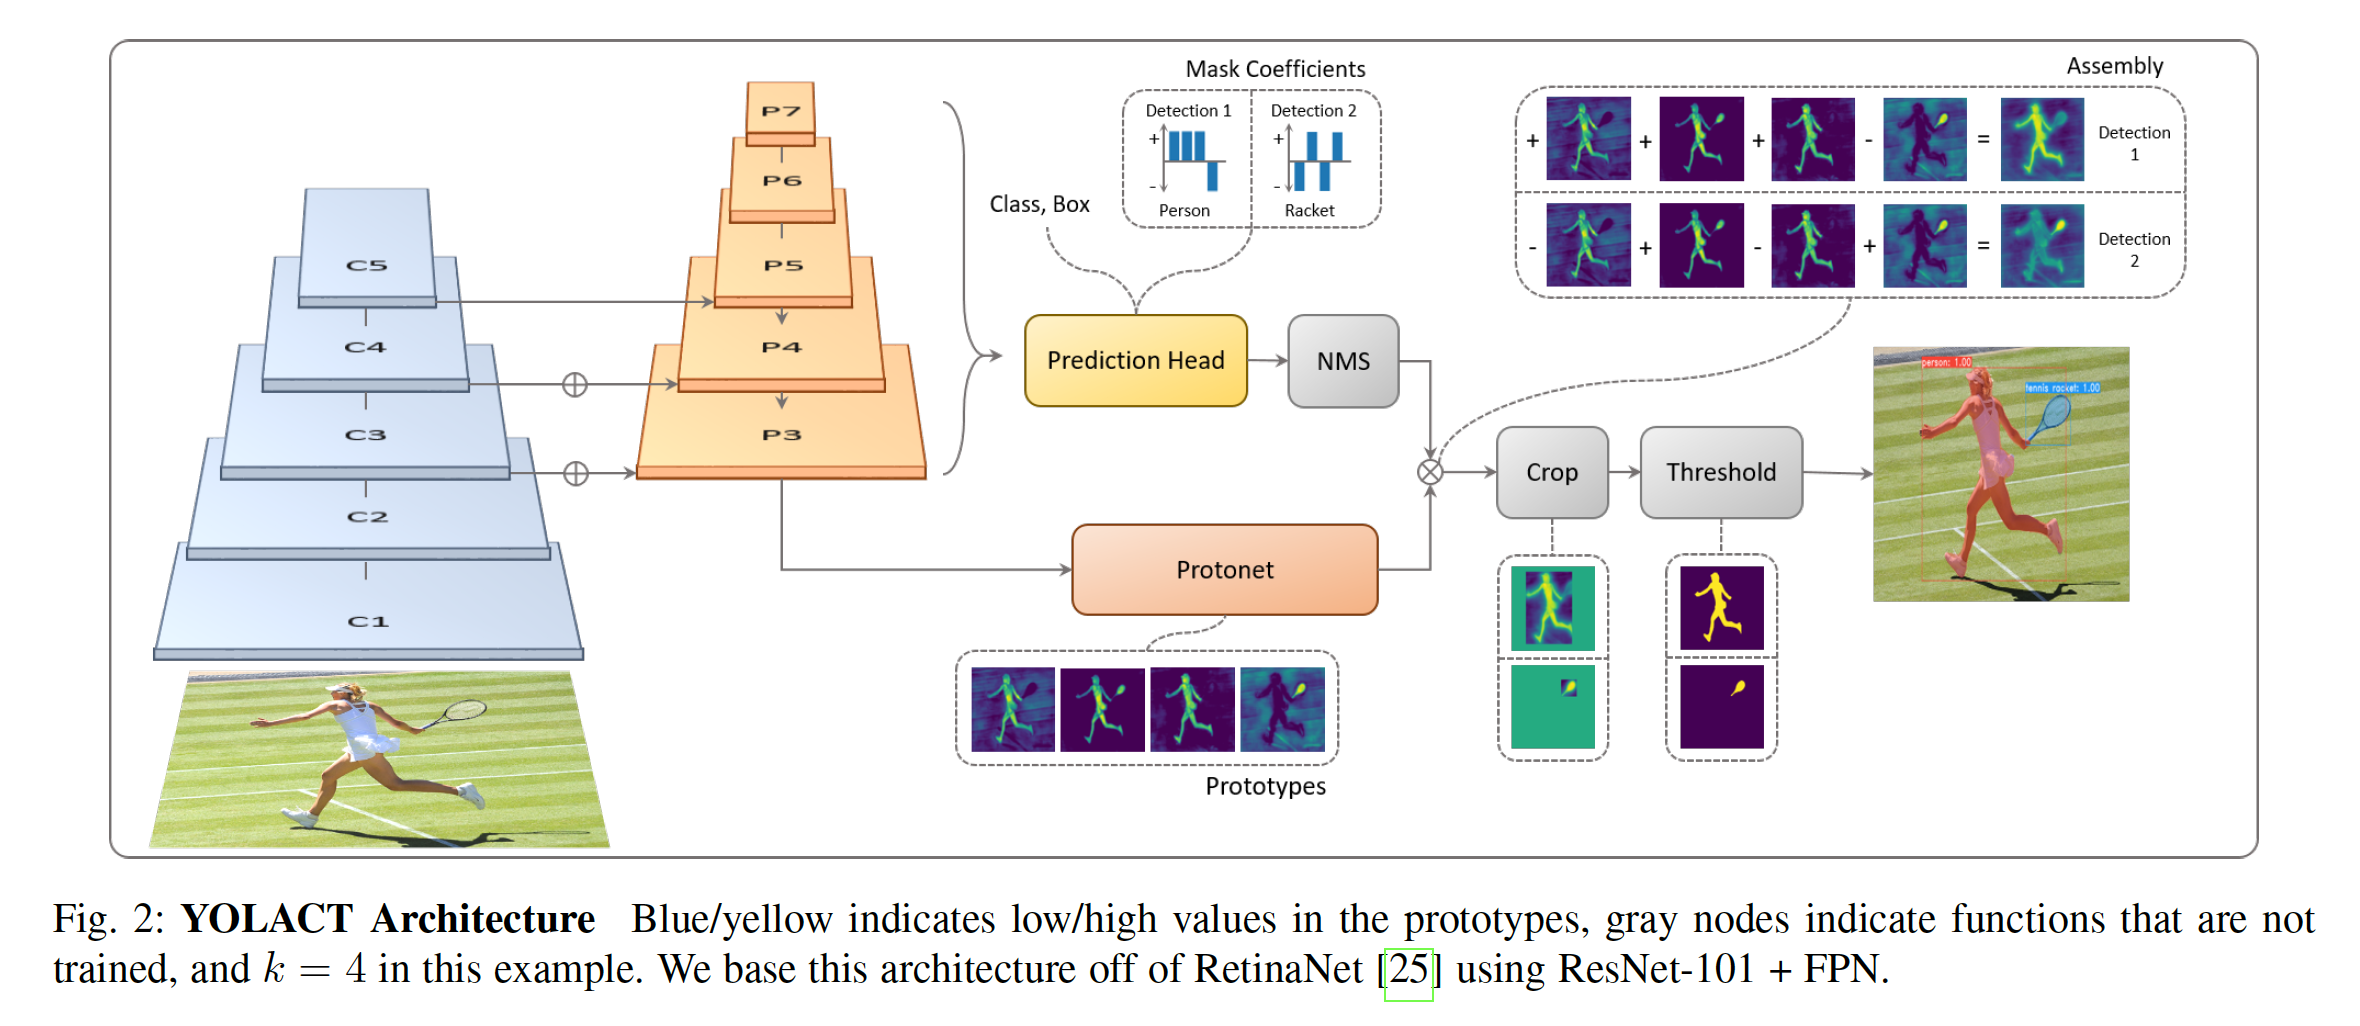 Mask Coefficients
Detection 1
Detection 2
+
-
+
-
Person
Racket
Assembly
+ + + - = Detection 1
- + - + = Detection 2
P7
P6
P5
P4
P3
C5
C4
C3
C2
C1
Class, Box
Prediction Head
NMS
Crop
Threshold
person: 1.00
tennis racket: 1.00
Protonet
Prototypes
Fig. 2: YOLACT Architecture Blue/yellow indicates low/high values in the prototypes, gray nodes indicate functions that are not
trained, and k = 4 in this example. We base this architecture off of RetinaNet [25] using ResNet-101 + FPN.